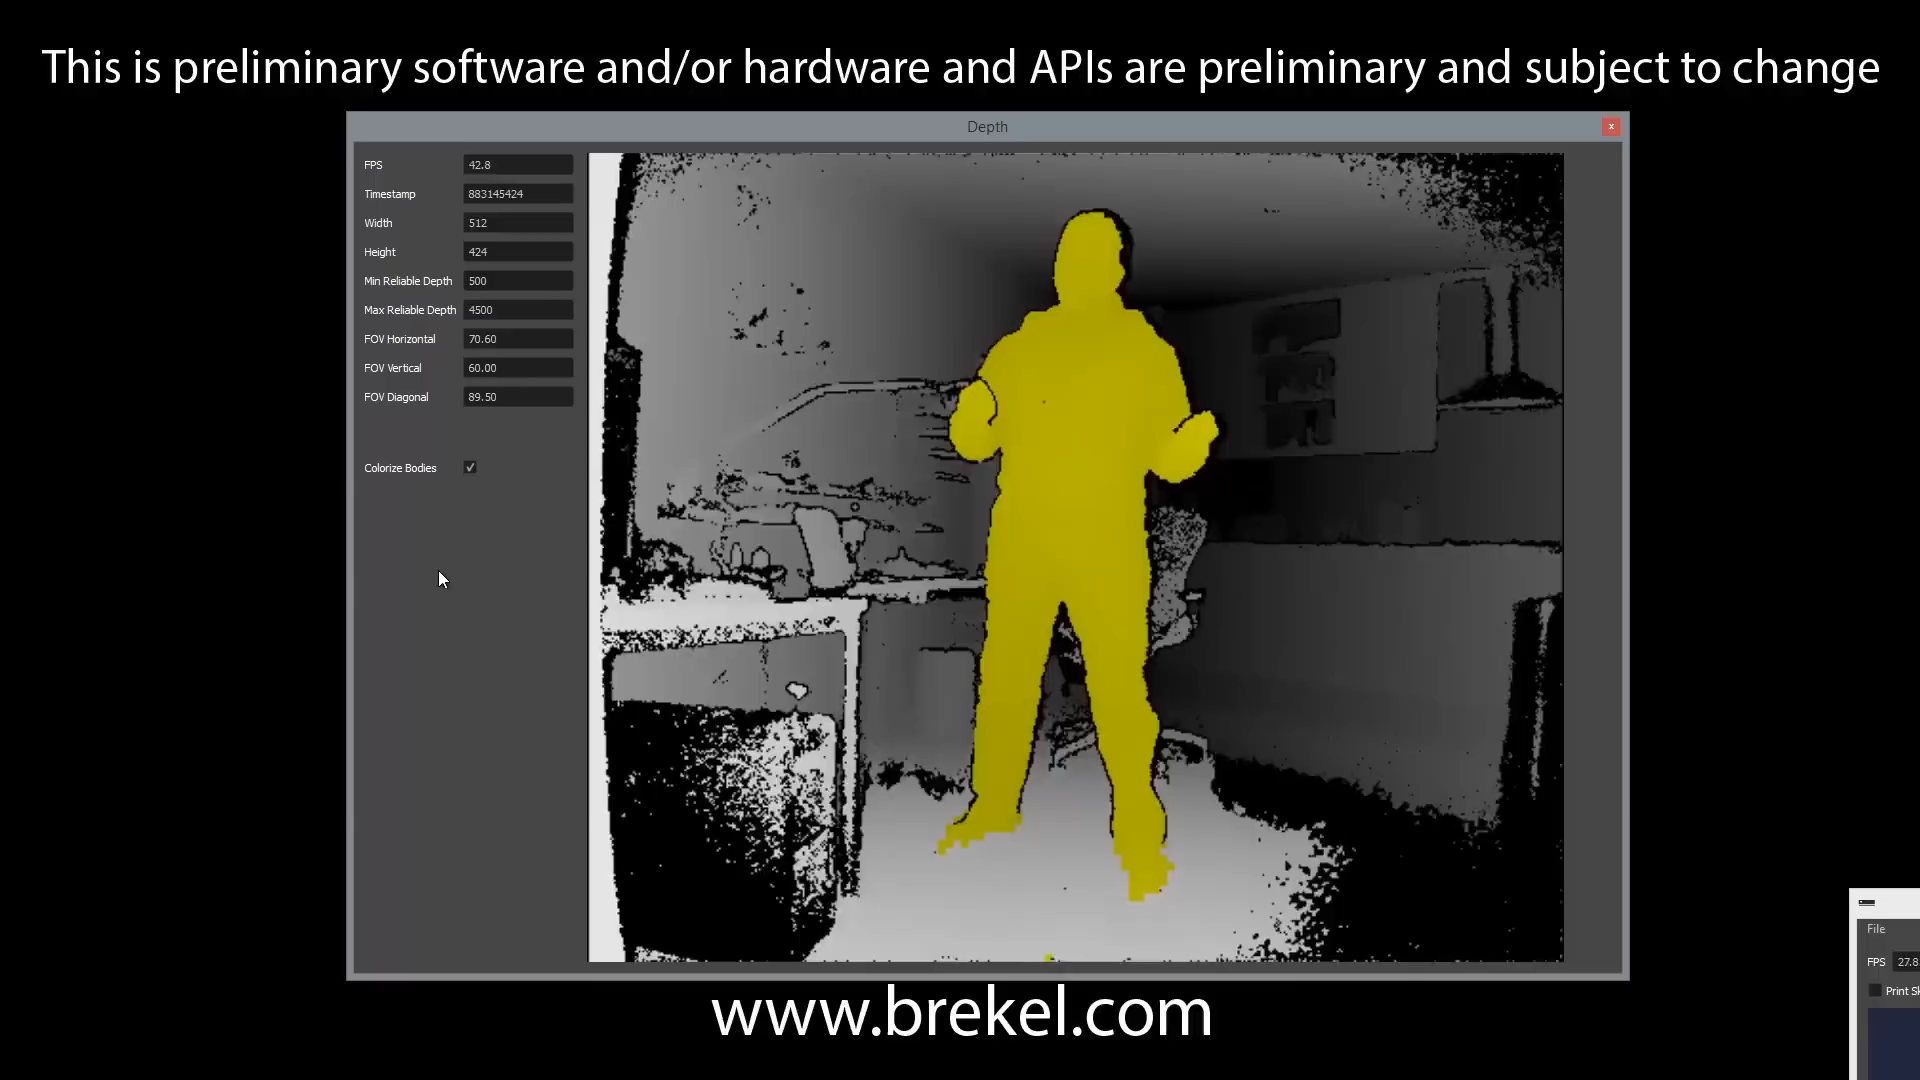 This is preliminary software and/or hardware and APIs are preliminary and subject to change
Depth
FPS 42.8
Timestamp 883145424
Width 512
Height 424
Min Reliable Depth 500
Max Reliable Depth 4500
FOV Horizontal 70.60
FOV Vertical 60.00
FOV Diagonal 89.50
Colorize Bodies
File
FPS 27.8
Print Sk
www.brekel.com